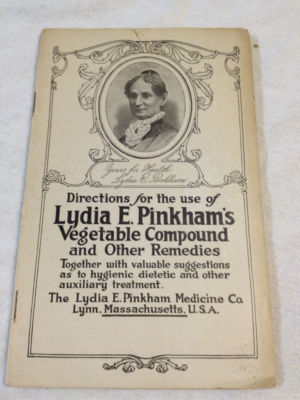 Yours for Health
Lydia E. Pinkham
Directions for the use of
Lydia E. Pinkham's
Vegetable Compound
and Other Remedies
Together with valuable suggestions
as to hygienic dietetic and other
auxiliary treatment.
The Lydia E. Pinkham Medicine Co.
Lynn, Massachusetts, U.S.A.